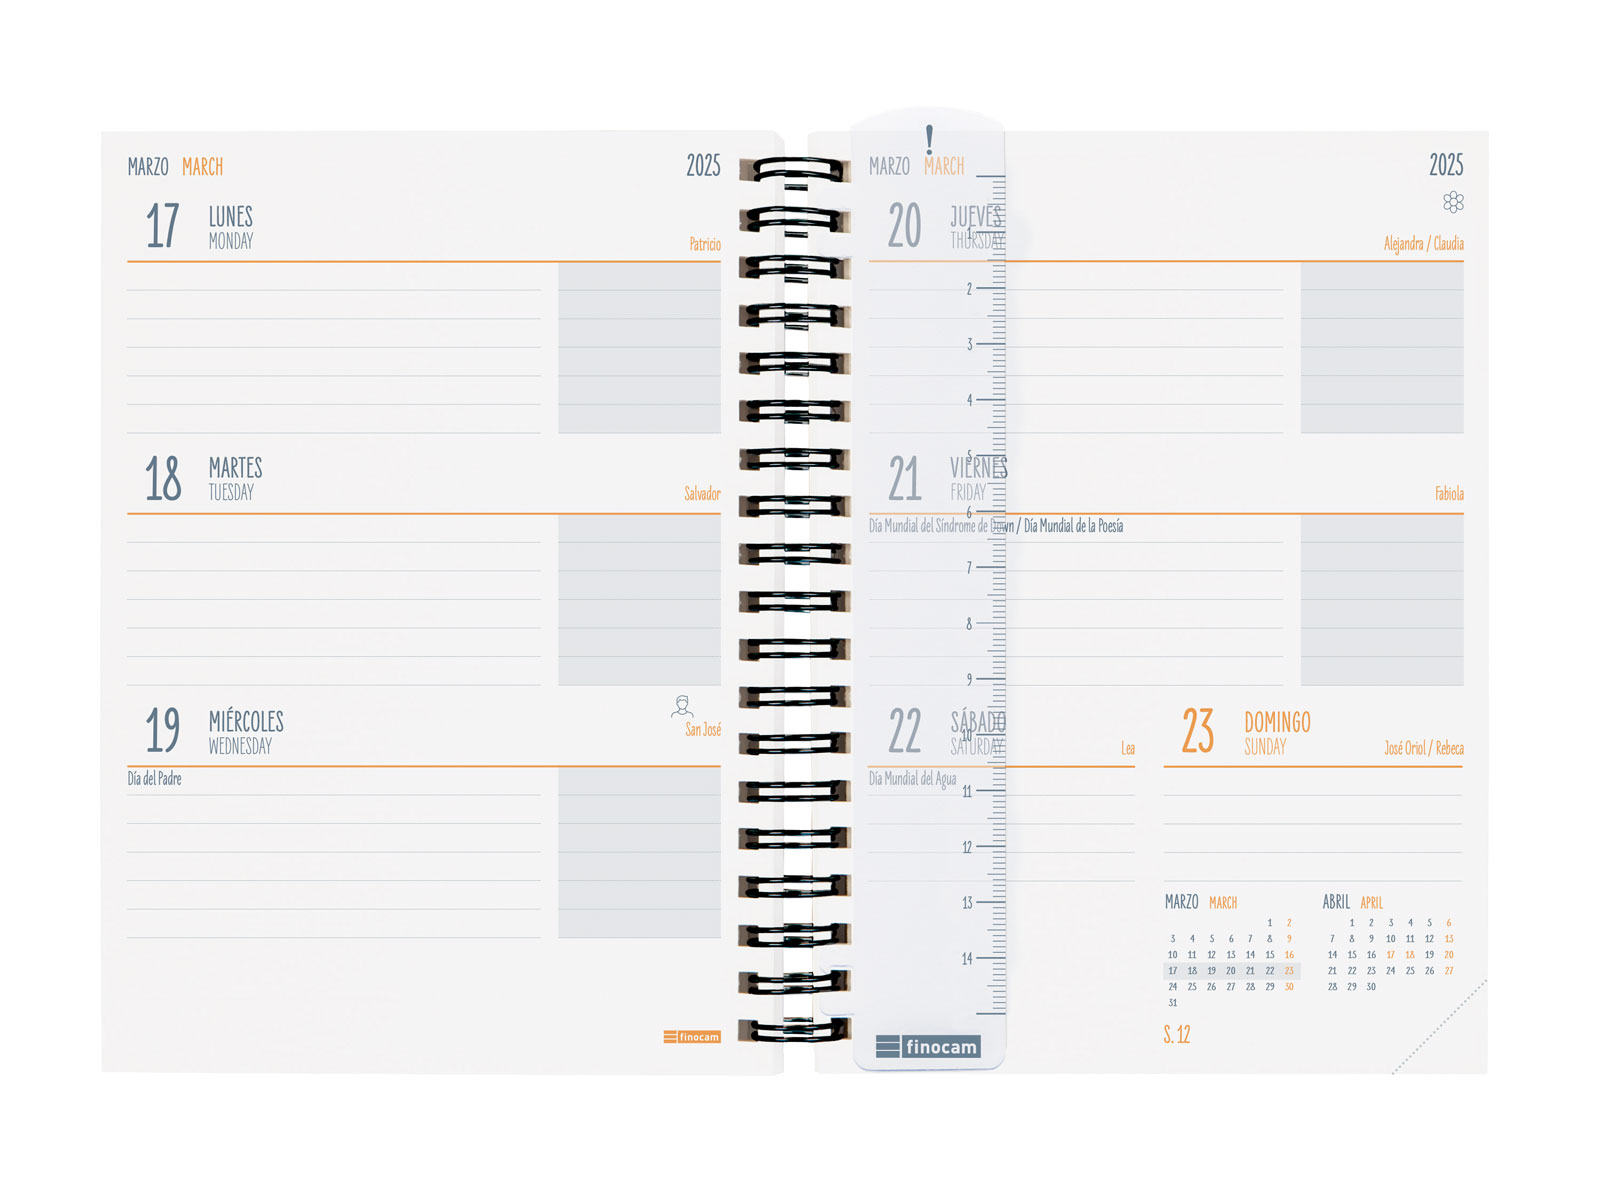 MARZO MARCH 2025
17 LUNES
MONDAY
Patricio
18 MARTES
TUESDAY
Salvador
19 MIÉRCOLES
WEDNESDAY
San José
Día del Padre
finocam
!
MARZO MARCH 2025
20 JUEVES
THURSDAY
Alejandra / Claudia
21 VIERNES
FRIDAY
Fabiola
Día Mundial del Síndrome de Down / Día Mundial de la Poesía
22 SÁBADO
SATURDAY
Lea
Día Mundial del Agua
23 DOMINGO
SUNDAY
José Oriol / Rebeca
1
2
3
4
5
6
7
8
9
10
11
12
13
14
finocam
MARZO MARCH
1 2
3 4 5 6 7 8 9
10 11 12 13 14 15 16
17 18 19 20 21 22 23
24 25 26 27 28 29 30
31
ABRIL APRIL
1 2 3 4 5 6
7 8 9 10 11 12 13
14 15 16 17 18 19 20
21 22 23 24 25 26 27
28 29 30
S. 12